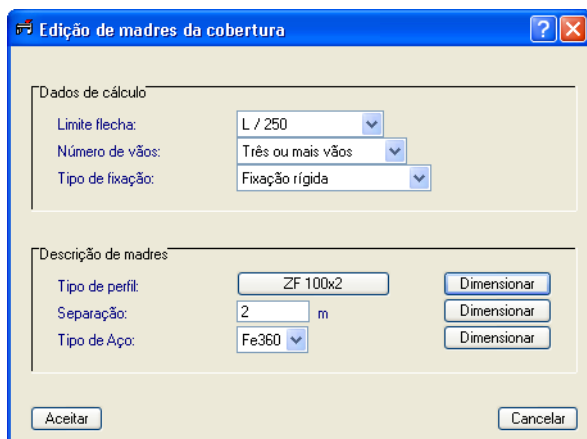 Edição de madres da cobertura
Dados de cálculo
Limite flecha: L / 250
Número de vãos: Três ou mais vãos
Tipo de fixação: Fixação rígida
Descrição de madres
Tipo de perfil: ZF 100x2 Dimensionar
Separação: 2 m Dimensionar
Tipo de Aço: Fe360 Dimensionar
Aceitar Cancelar